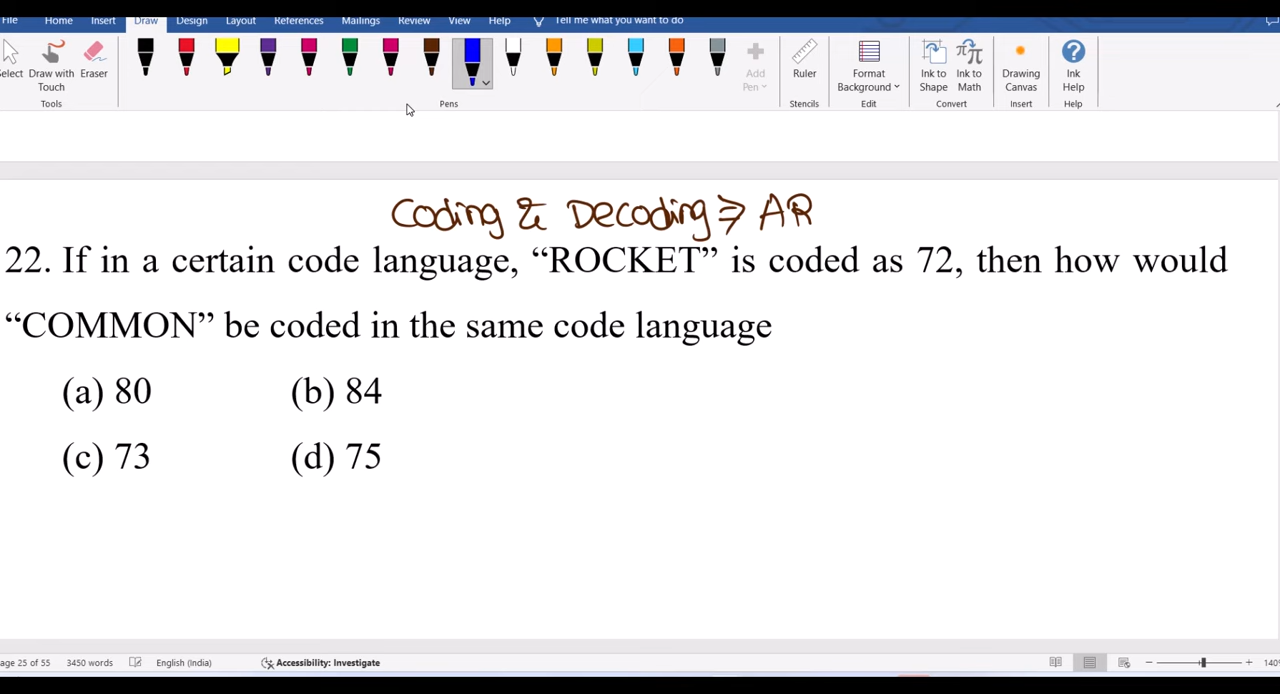 File Home Insert Draw Design Layout References Mailings Review View Help Tell me what you want to do
Select Draw with Touch Eraser Add Pen Ruler Format Background Ink to Shape Ink to Math Drawing Canvas Ink Help
Tools Pens Stencils Edit Convert Insert Help
Coding & Decoding ⇒ AR
22. If in a certain code language, “ROCKET” is coded as 72, then how would
“COMMON” be coded in the same code language
(a) 80 (b) 84
(c) 73 (d) 75
age 25 of 55 3450 words English (India) Accessibility: Investigate 140%